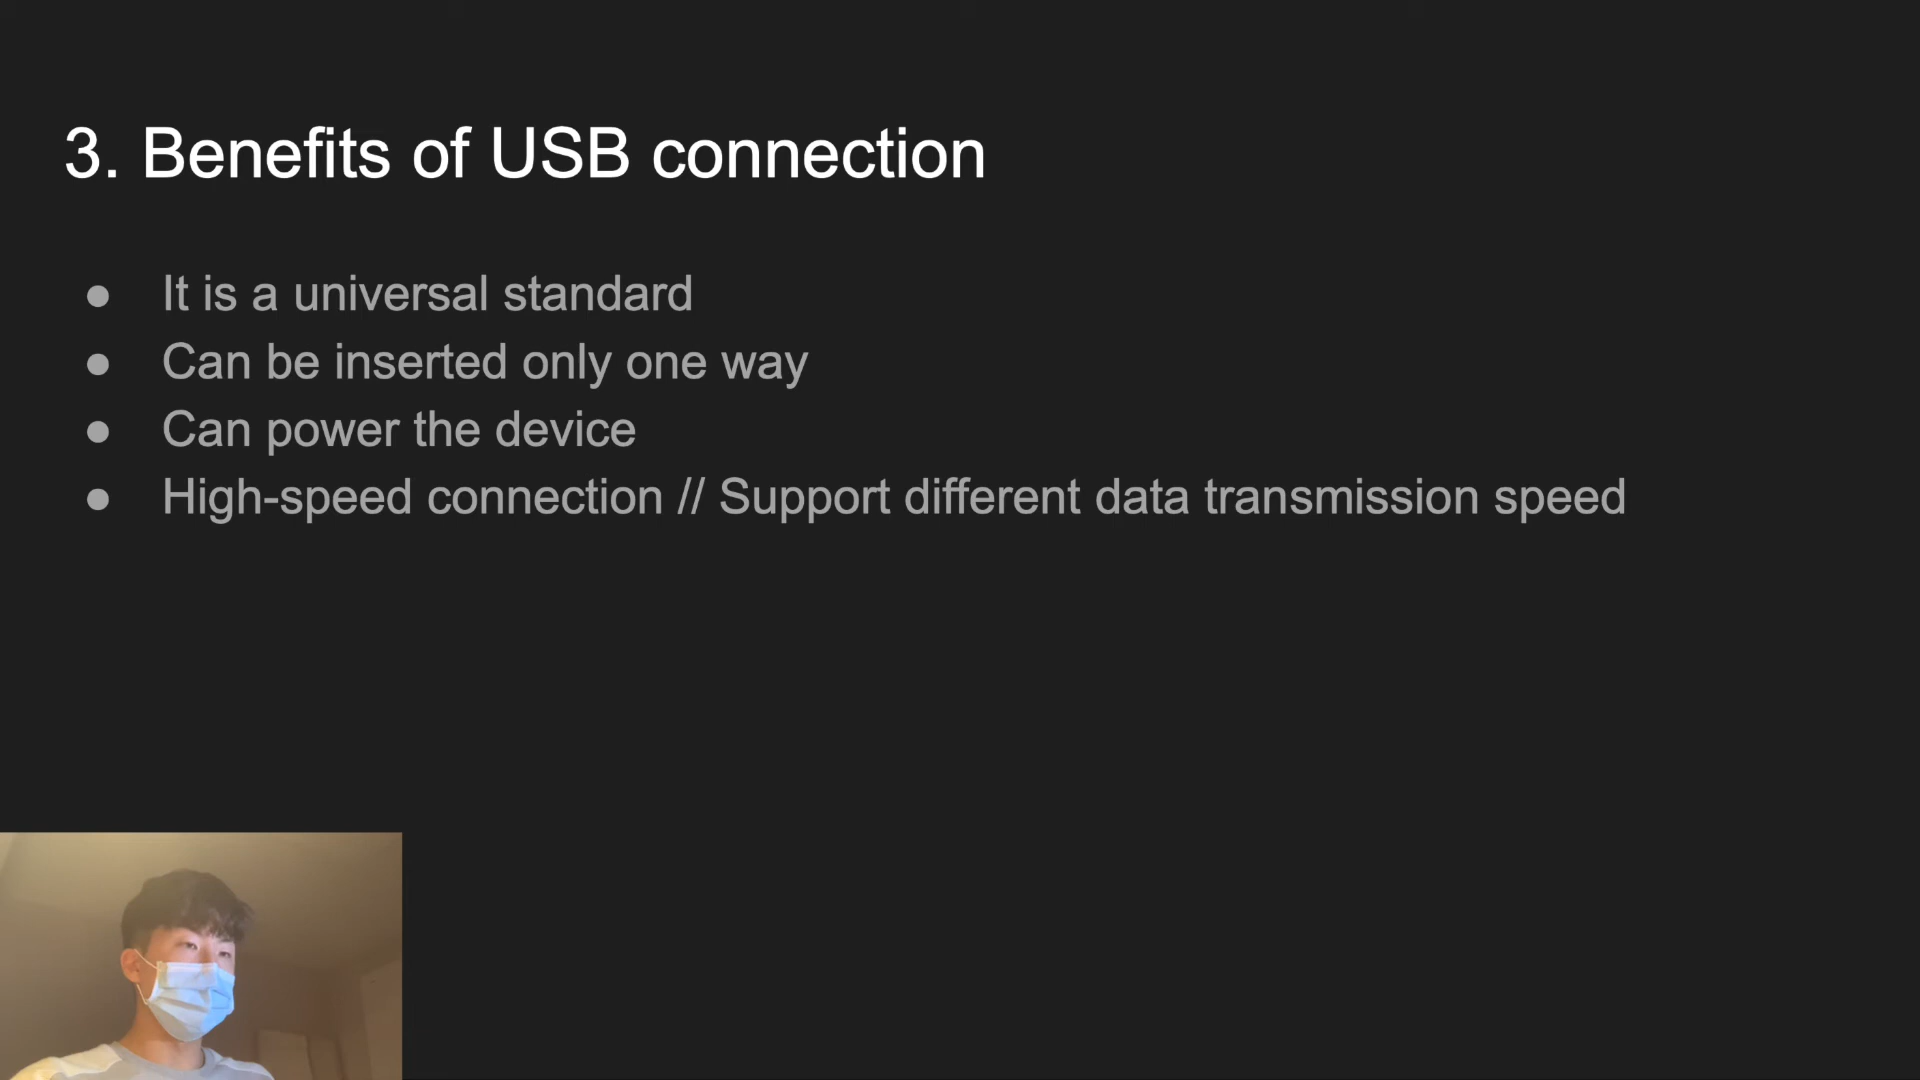 3. Benefits of USB connection
● It is a universal standard
● Can be inserted only one way
● Can power the device
● High-speed connection // Support different data transmission speed